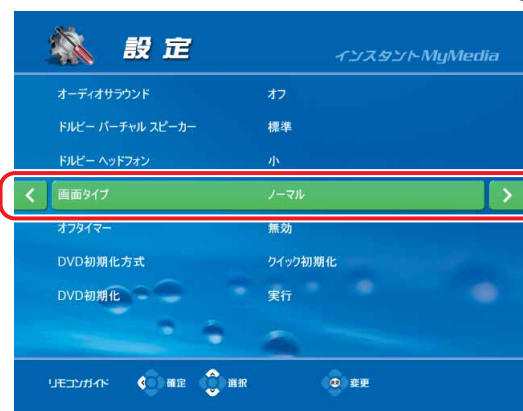 設定
インスタントMyMedia
オーディオサラウンド オフ
ドルビー バーチャル スピーカー 標準
ドルビー ヘッドフォン 小
画面タイプ ノーマル
オフタイマー 無効
DVD初期化方式 クイック初期化
DVD初期化 実行
リモコンガイド 確定 選択 変更